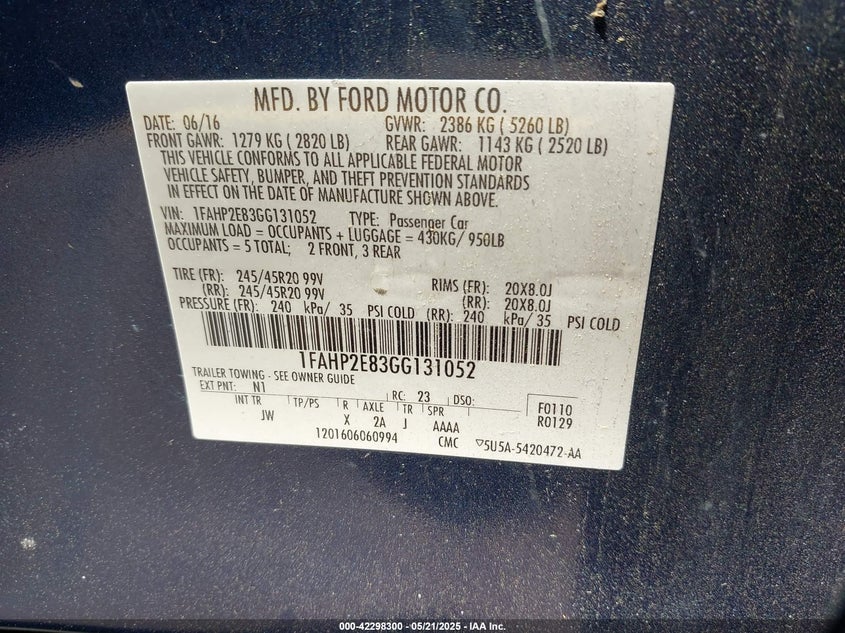 MFD. BY FORD MOTOR CO.
DATE: 06/16 GVWR: 2386 KG ( 5260 LB)
FRONT GAWR: 1279 KG ( 2820 LB) REAR GAWR: 1143 KG ( 2520 LB)
THIS VEHICLE CONFORMS TO ALL APPLICABLE FEDERAL MOTOR
VEHICLE SAFETY, BUMPER, AND THEFT PREVENTION STANDARDS
IN EFFECT ON THE DATE OF MANUFACTURE SHOWN ABOVE.
VIN: 1FAHP2E83GG131052 TYPE: Passenger Car
MAXIMUM LOAD = OCCUPANTS + LUGGAGE = 430KG/ 950LB
OCCUPANTS = 5 TOTAL; 2 FRONT, 3 REAR
TIRE (FR): 245/45R20 99V RIMS (FR): 20X8.0J
(RR): 245/45R20 99V (RR): 20X8.0J
PRESSURE (FR): 240 kPa/ 35 PSI COLD (RR): 240 kPa/ 35 PSI COLD
1FAHP2E83GG131052
TRAILER TOWING - SEE OWNER GUIDE
EXT PNT: N1 RC: 23 DSO: F0110
INT TR TP/PS R AXLE TR SPR R0129
JW X 2A J AAAA
1201606060994 CMC ▽5U5A-5420472-AA
000-42298300 - 05/21/2025 - IAA Inc.